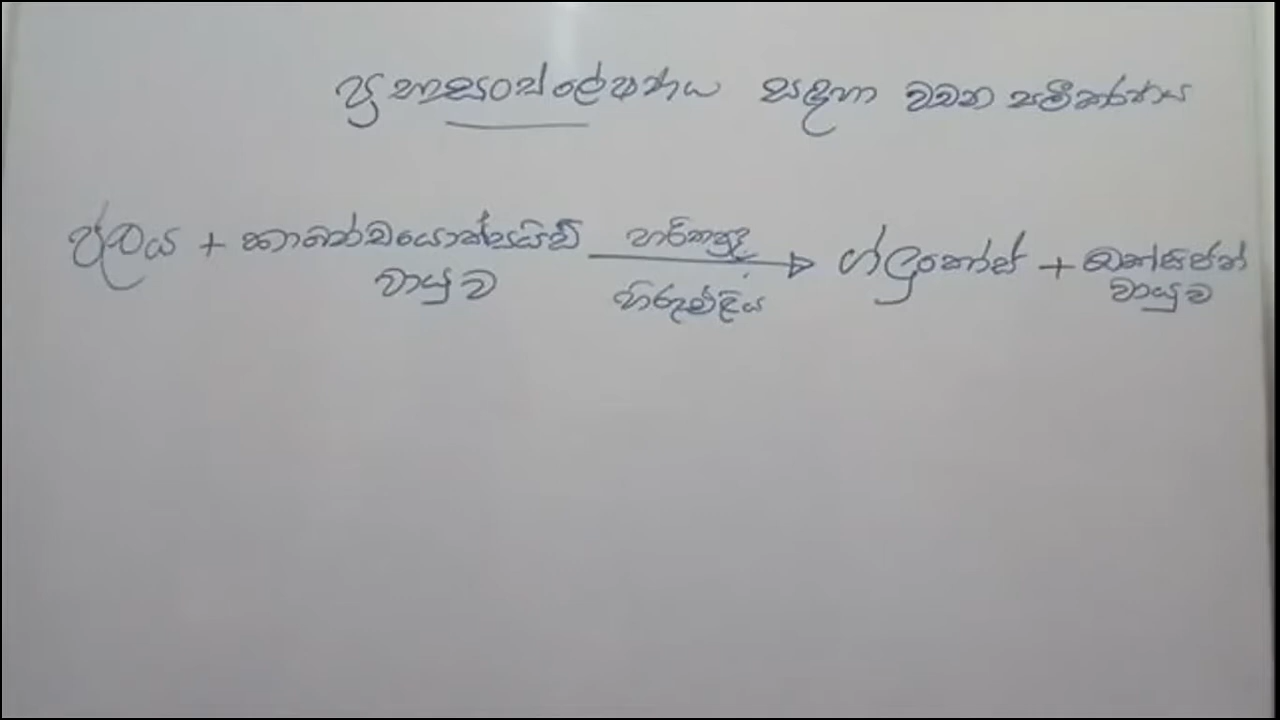 ප්‍රභාසංස්ලේෂණය සඳහා වචන සමීකරණය
ජලය + කාබන්ඩයොක්සයිඩ් හරිතප්‍රද ග්ලුකෝස් + ඔක්සිජන්
වායුව හිරුඑළිය වායුව